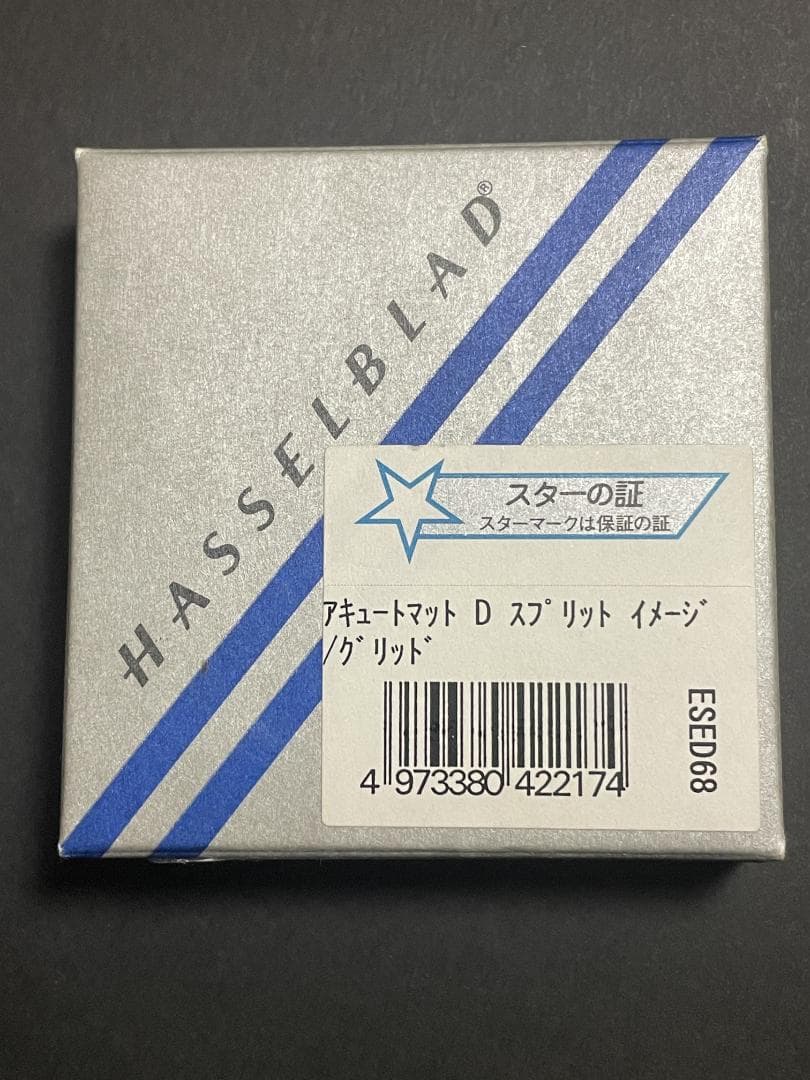 HASSELBLAD®
スターの証
スターマークは保証の証
ｱｷｭｰﾄﾏｯﾄ D ｽﾌﾟﾘｯﾄ ｲﾒｰｼﾞ
/ｸﾞﾘｯﾄﾞ
4 973380 422174
ESED68